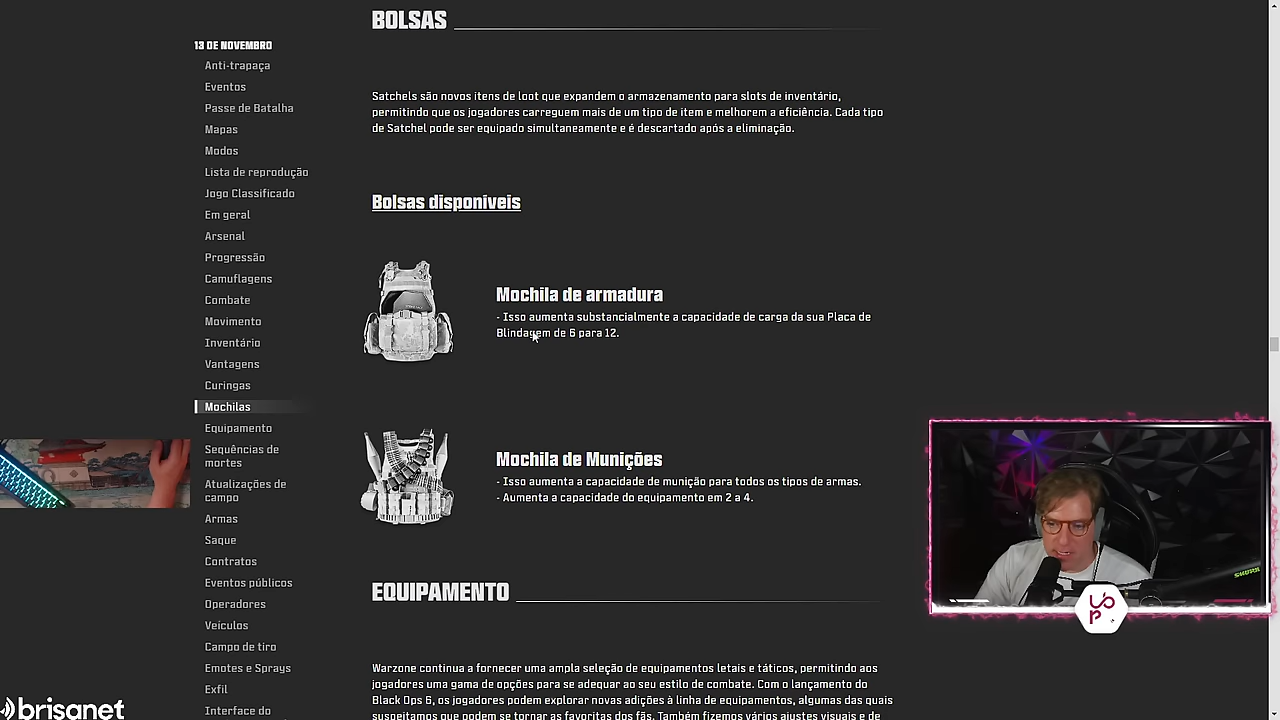 BOLSAS
13 DE NOVEMBRO
Anti-trapaça
Eventos
Passe de Batalha
Mapas
Modos
Lista de reprodução
Jogo Classificado
Em geral
Arsenal
Progressão
Camuflagens
Combate
Movimento
Inventário
Vantagens
Curingas
Mochilas
Equipamento
Sequências de
mortes
Atualizações de
campo
Armas
Saque
Contratos
Eventos públicos
Operadores
Veículos
Campo de tiro
Emotes e Sprays
Exfil
Interface do
Satchels são novos itens de loot que expandem o armazenamento para slots de inventário,
permitindo que os jogadores carreguem mais de um tipo de item e melhorem a eficiência. Cada tipo
de Satchel pode ser equipado simultaneamente e é descartado após a eliminação.
Bolsas disponíveis
Mochila de armadura
- Isso aumenta substancialmente a capacidade de carga da sua Placa de
Blindagem de 6 para 12.
Mochila de Munições
- Isso aumenta a capacidade de munição para todos os tipos de armas.
- Aumenta a capacidade do equipamento em 2 a 4.
EQUIPAMENTO
Warzone continua a fornecer uma ampla seleção de equipamentos letais e táticos, permitindo aos
jogadores uma gama de opções para se adequar ao seu estilo de combate. Com o lançamento do
Black Ops 6, os jogadores podem explorar novas adições à linha de equipamentos, algumas das quais
suspeitamos que podem se tornar as favoritas dos fãs. Também fizemos vários ajustes visuais e de
SHURE
brisanet